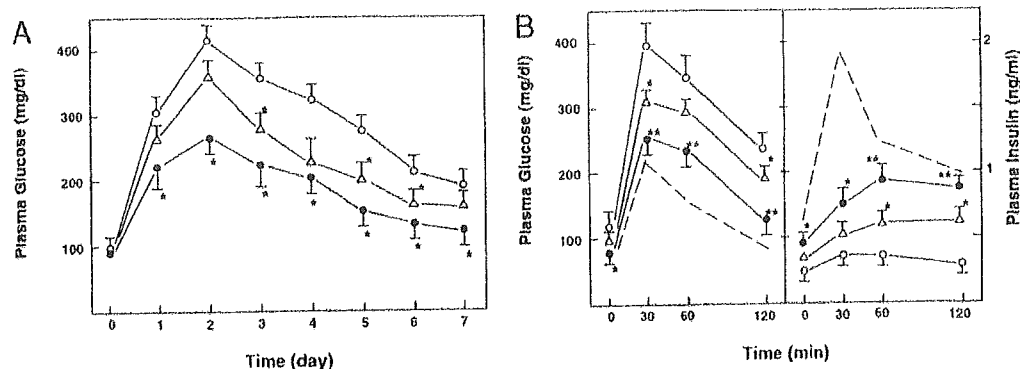 A
Plasma Glucose (mg/dl)
400
300
200
100
0 1 2 3 4 5 6 7
Time (day)
B
Plasma Glucose (mg/dl)
400
300
200
100
0 30 60 120
0 30 60 120
Time (min)
2
1
Plasma Insulin (ng/ml)
* * * * * * * * * *
* ** ** ** * *
* * ** ** * *